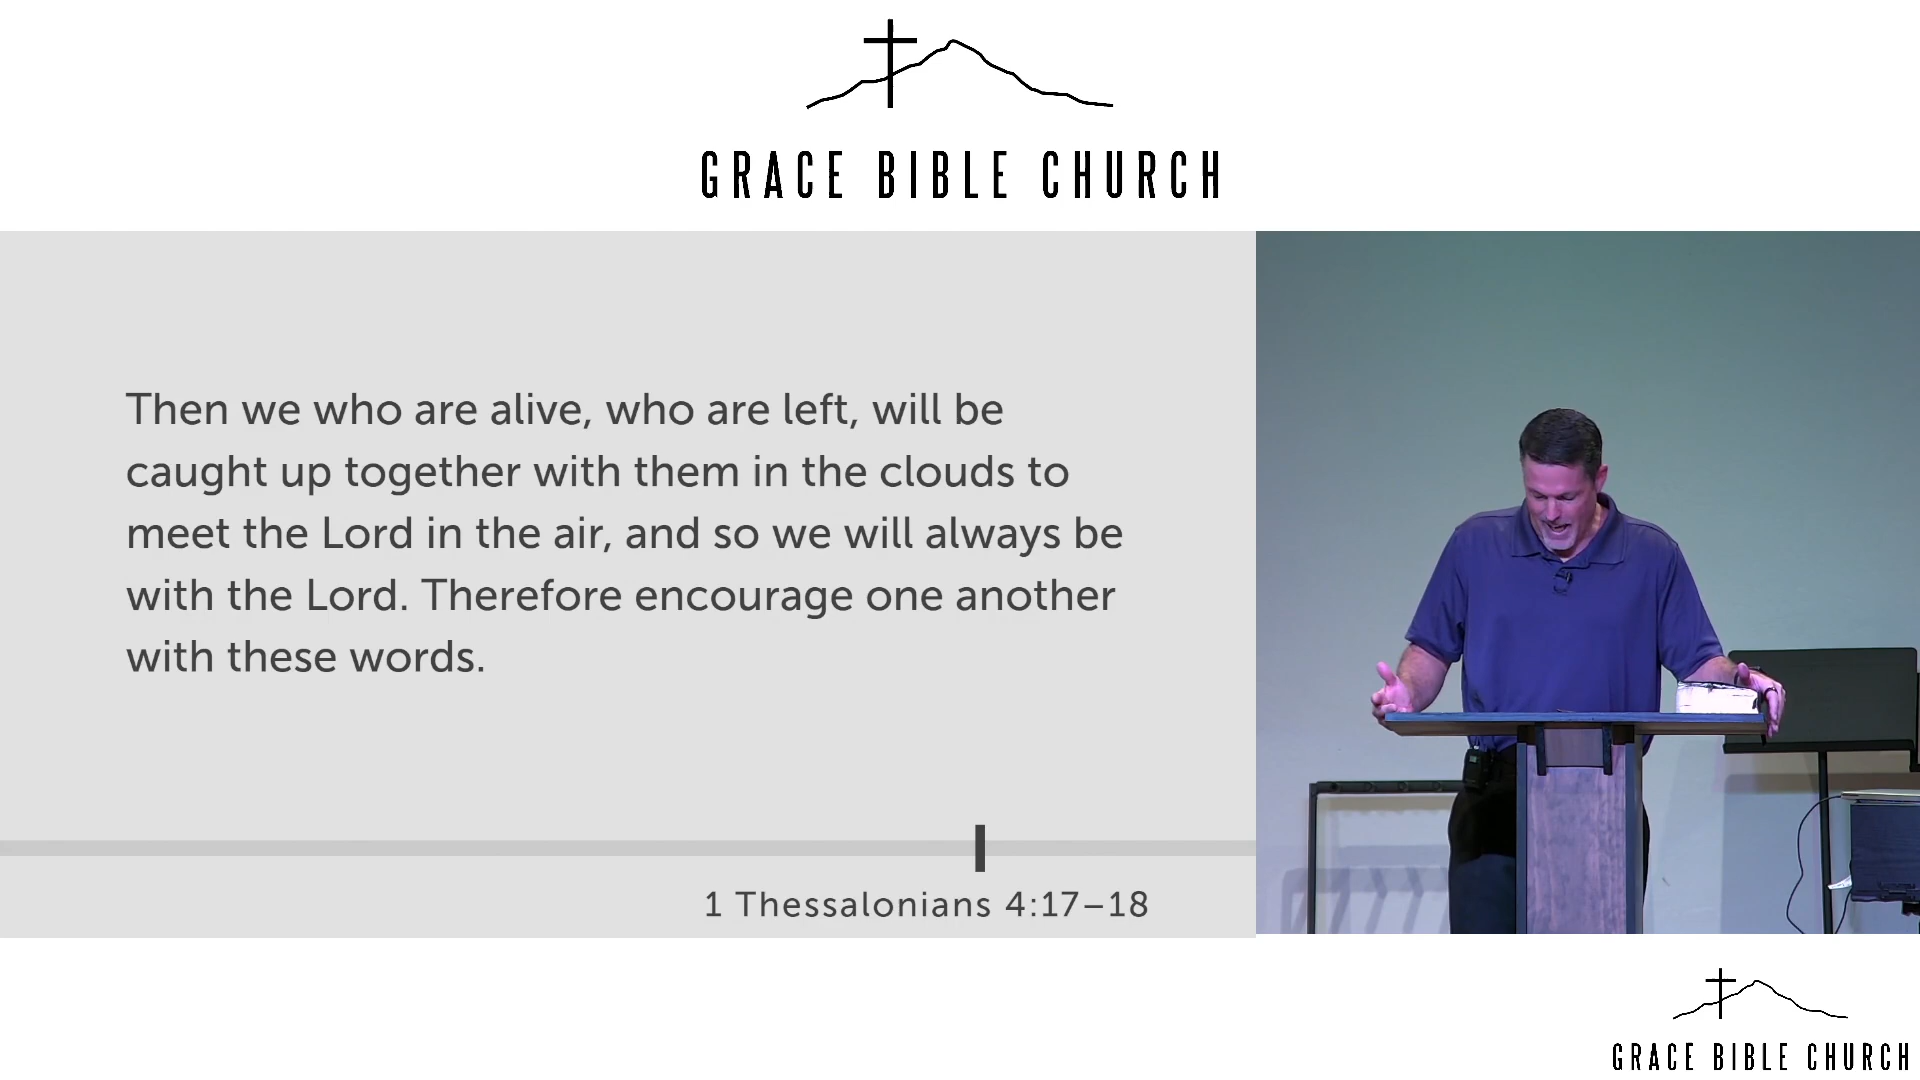 GRACE BIBLE CHURCH
Then we who are alive, who are left, will be
caught up together with them in the clouds to
meet the Lord in the air, and so we will always be
with the Lord. Therefore encourage one another
with these words.
1 Thessalonians 4:17–18
GRACE BIBLE CHURCH